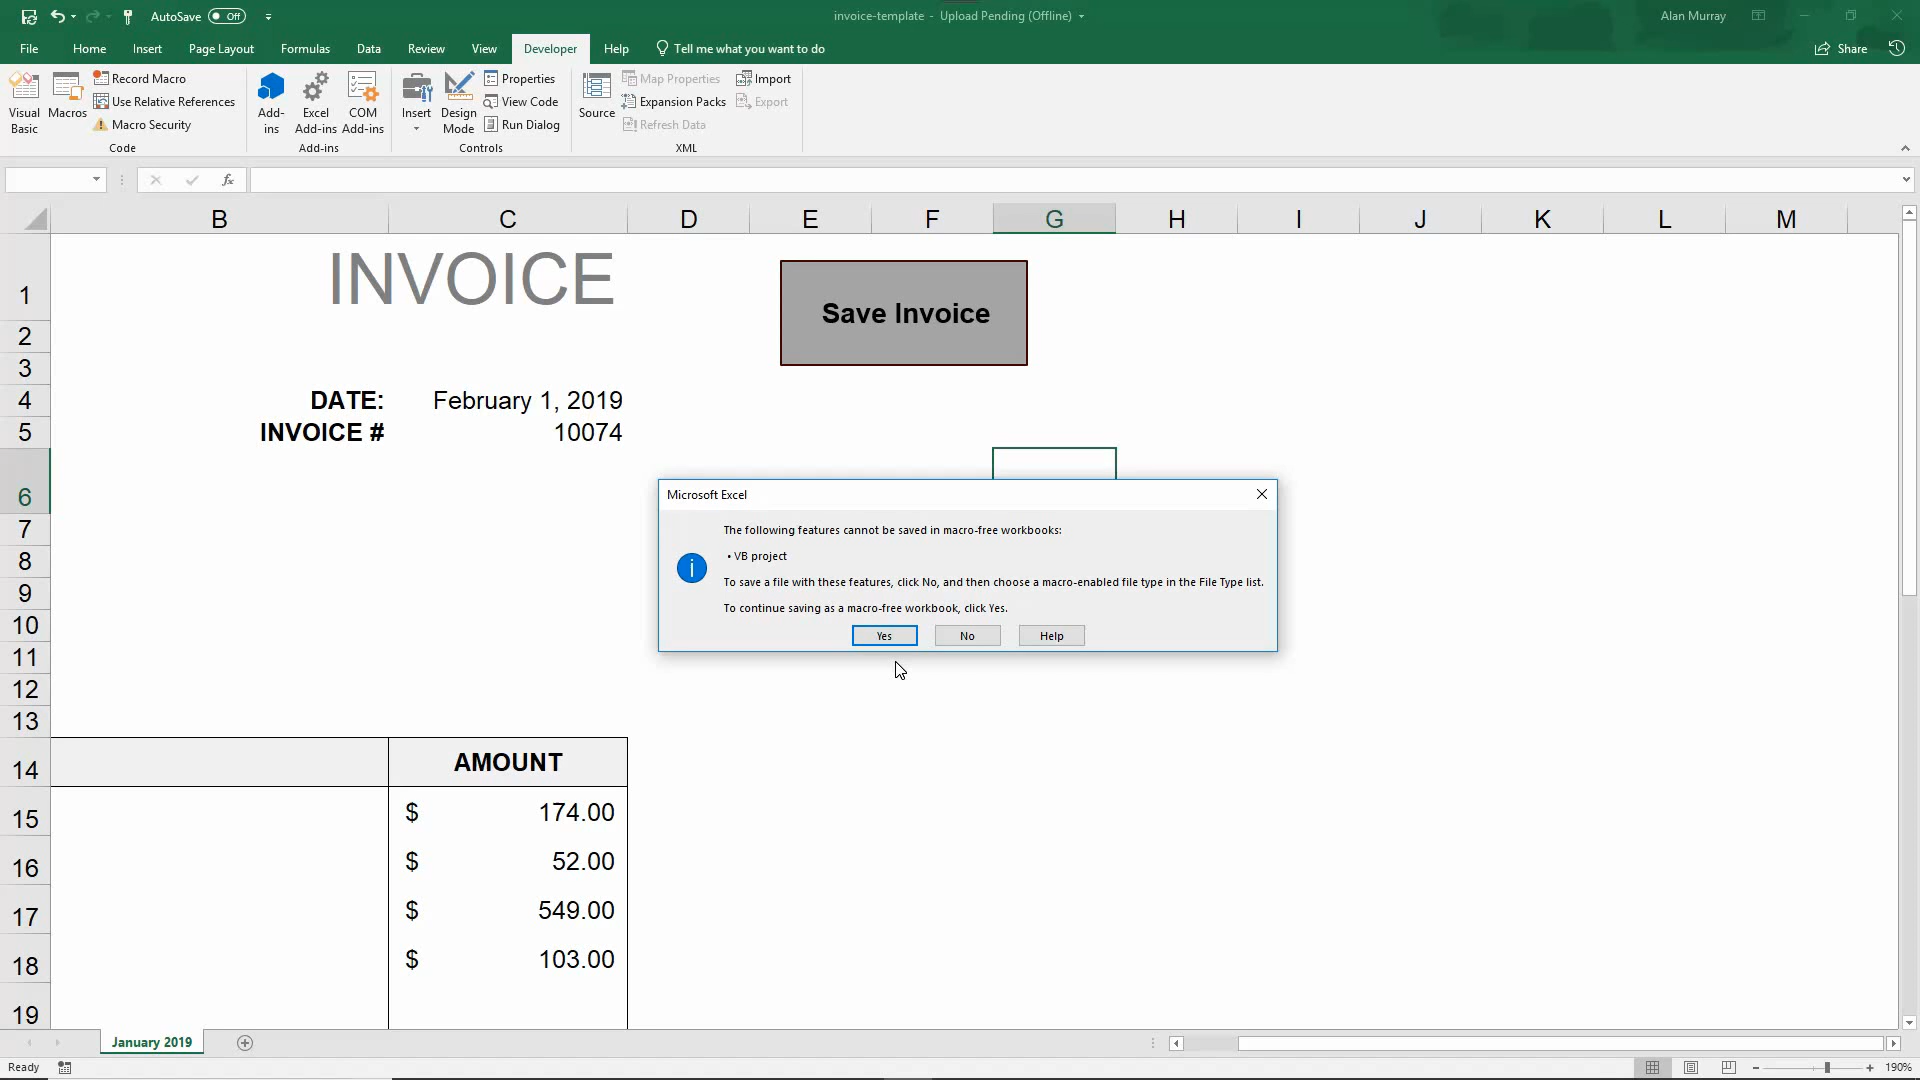 AutoSave Off
invoice-template - Upload Pending (Offline)
Alan Murray
File Home Insert Page Layout Formulas Data Review View Developer Help Tell me what you want to do Share
Visual Basic
Macros
Record Macro
Use Relative References
Macro Security
Code
Add-ins
Excel Add-ins
COM Add-ins
Add-ins
Insert
Design Mode
Properties
View Code
Run Dialog
Controls
Source
Map Properties
Expansion Packs
Refresh Data
Import
Export
XML
fx
B C D E F G H I J K L M
1
INVOICE
Save Invoice
2
3
4 DATE: February 1, 2019
5 INVOICE # 10074
6
Microsoft Excel
The following features cannot be saved in macro-free workbooks:
• VB project
To save a file with these features, click No, and then choose a macro-enabled file type in the File Type list.
To continue saving as a macro-free workbook, click Yes.
Yes No Help
7
8
9
10
11
12
13
14 AMOUNT
15 $ 174.00
16 $ 52.00
17 $ 549.00
18 $ 103.00
19
January 2019
Ready
190%